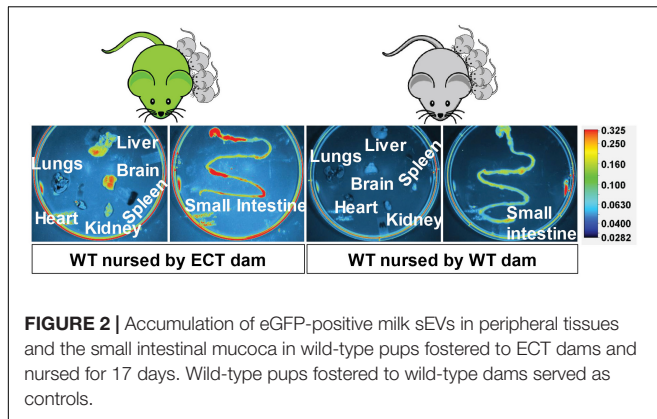 Liver
Lungs
Brain
Spleen
Heart
Kidney
Small Intestine
Liver
Lungs
Spleen
Brain
Heart
Kidney
Small
intestine
0.325
0.250
0.160
0.100
0.0630
0.0400
0.0282
WT nursed by ECT dam
WT nursed by WT dam
FIGURE 2 | Accumulation of eGFP-positive milk sEVs in peripheral tissues
and the small intestinal mucoca in wild-type pups fostered to ECT dams and
nursed for 17 days. Wild-type pups fostered to wild-type dams served as
controls.